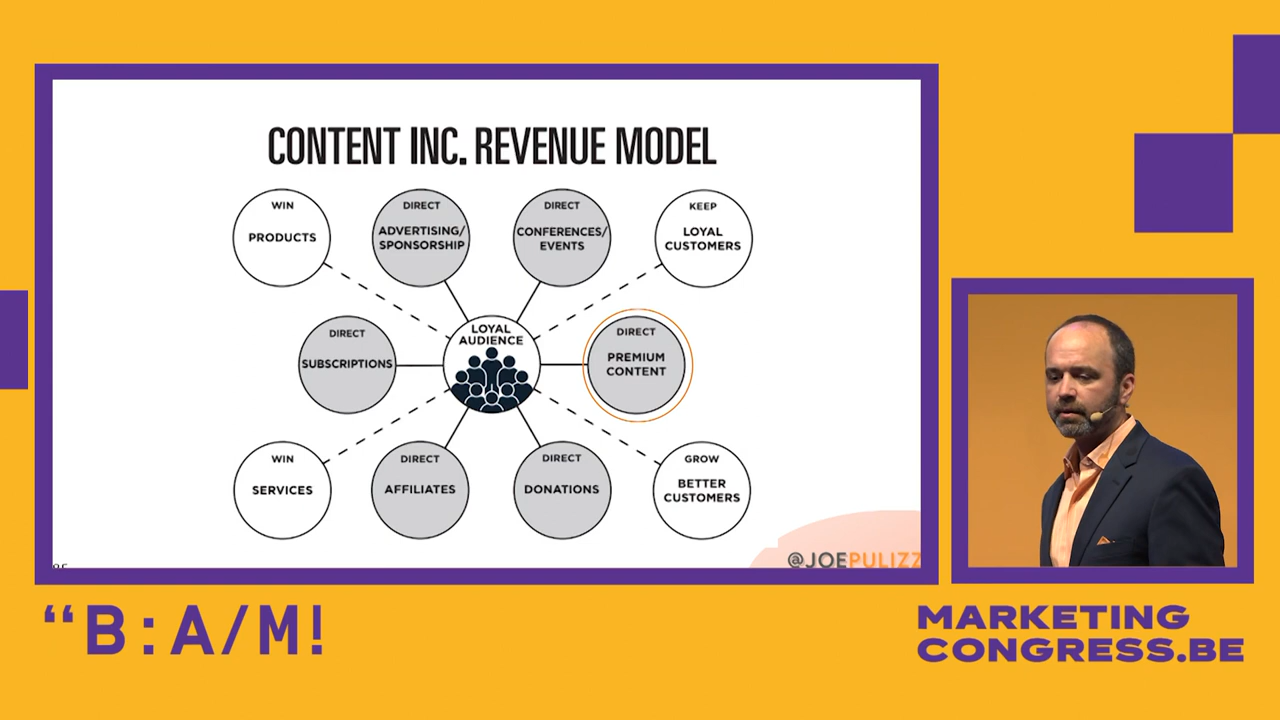 CONTENT INC. REVENUE MODEL
WIN
PRODUCTS
DIRECT
ADVERTISING/
SPONSORSHIP
DIRECT
CONFERENCES/
EVENTS
KEEP
LOYAL
CUSTOMERS
DIRECT
SUBSCRIPTIONS
LOYAL
AUDIENCE
DIRECT
PREMIUM
CONTENT
WIN
SERVICES
DIRECT
AFFILIATES
DIRECT
DONATIONS
GROW
BETTER
CUSTOMERS
@JOEPULIZZ
“B:A/M!
MARKETING
CONGRESS.BE